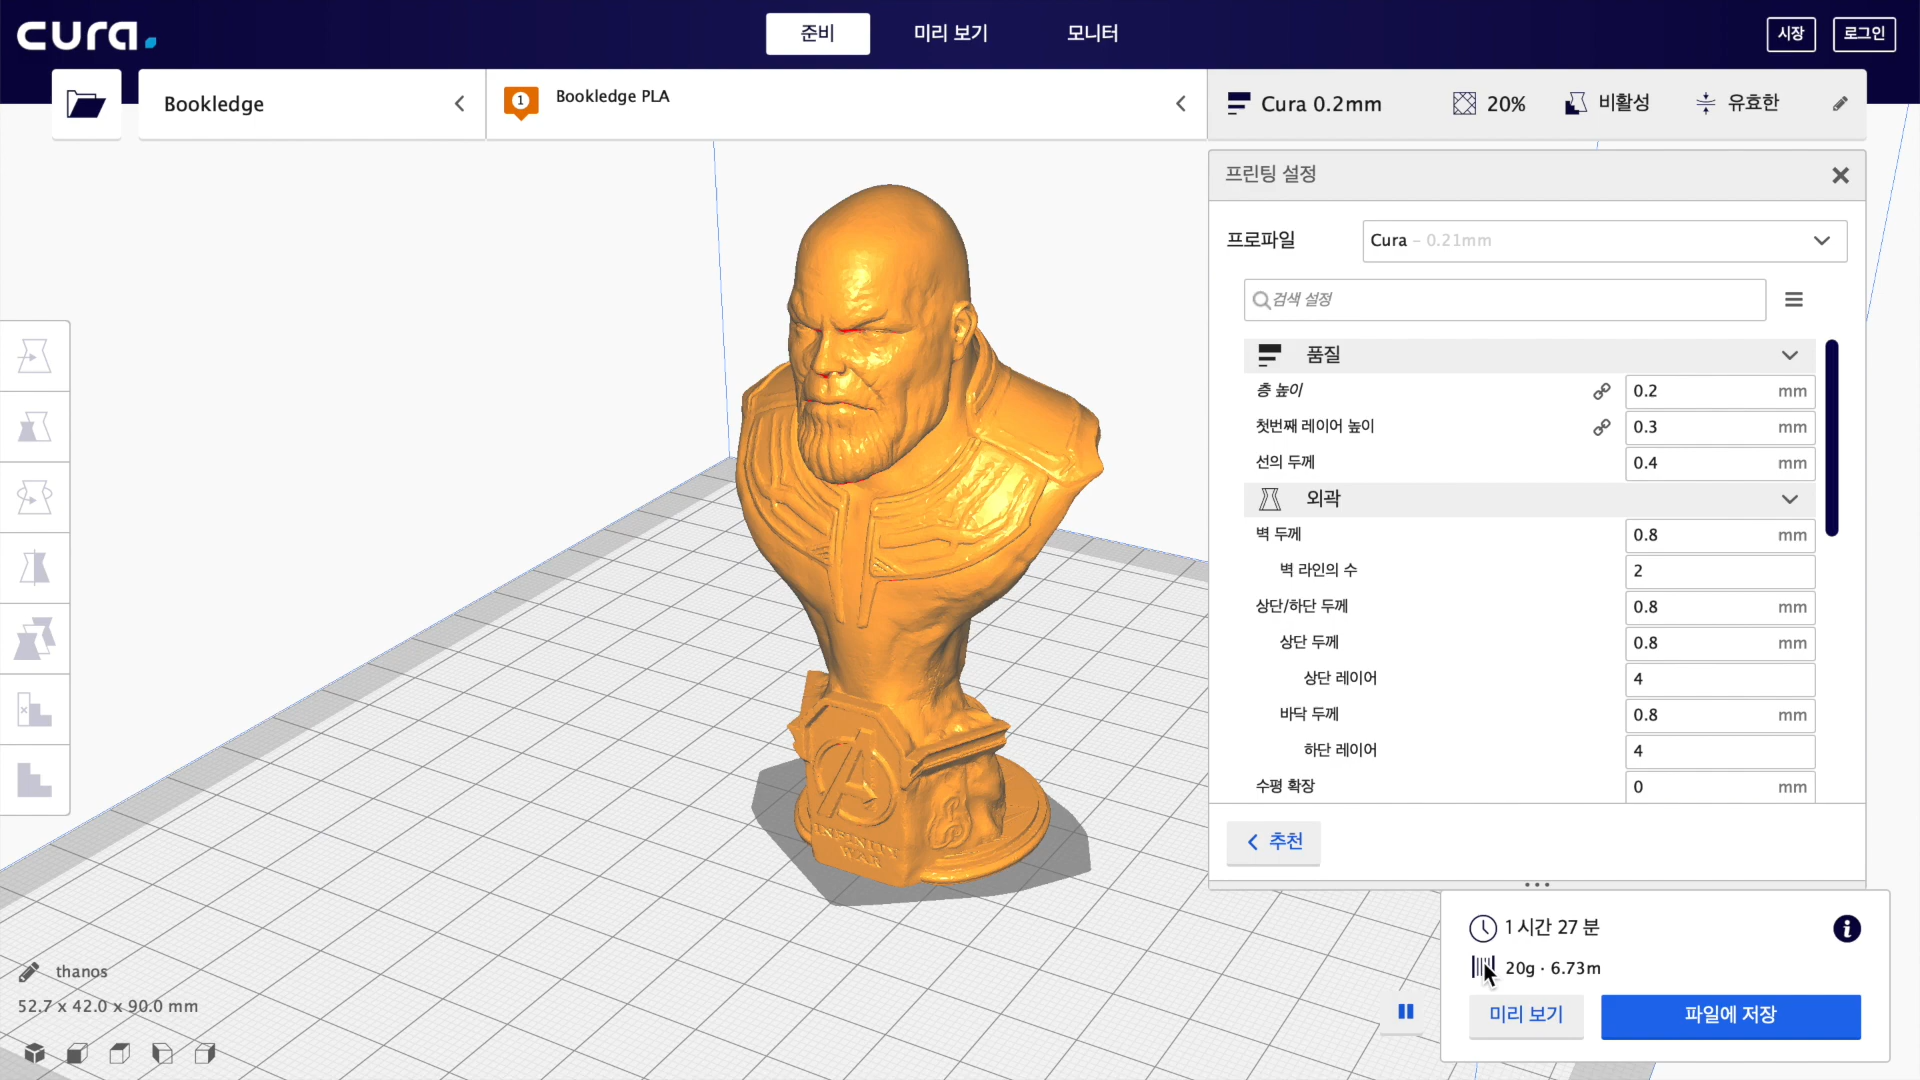 cura.
준비
미리 보기
모니터
시장
로그인
Bookledge
1
Bookledge PLA
Cura 0.2mm
20%
비활성
유효한
프린팅 설정
프로파일
Cura - 0.21mm
검색 설정
품질
층 높이
0.2 mm
첫번째 레이어 높이
0.3 mm
선의 두께
0.4 mm
외곽
벽 두께
0.8 mm
벽 라인의 수
2
상단/하단 두께
0.8 mm
상단 두께
0.8 mm
상단 레이어
4
바닥 두께
0.8 mm
하단 레이어
4
수평 확장
0 mm
추천
INFINITY
WAR
thanos
52.7 x 42.0 x 90.0 mm
1 시간 27 분
20g · 6.73m
미리 보기
파일에 저장